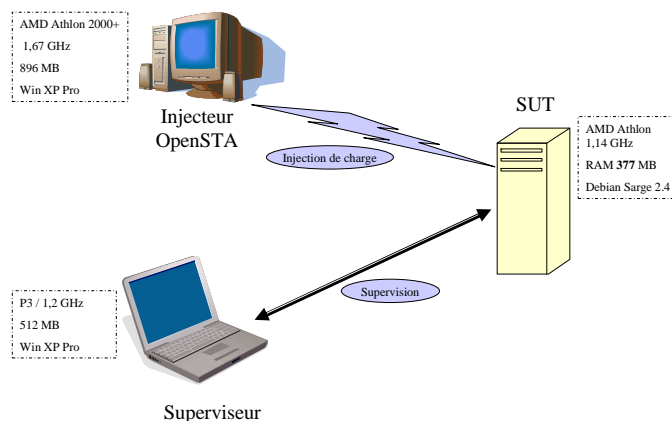 AMD Athlon 2000+
1,67 GHz
896 MB
Win XP Pro
Injecteur
OpenSTA
SUT
AMD Athlon
1,14 GHz
RAM 377 MB
Debian Sarge 2.4
Injection de charge
Supervision
P3 / 1,2 GHz
512 MB
Win XP Pro
Superviseur